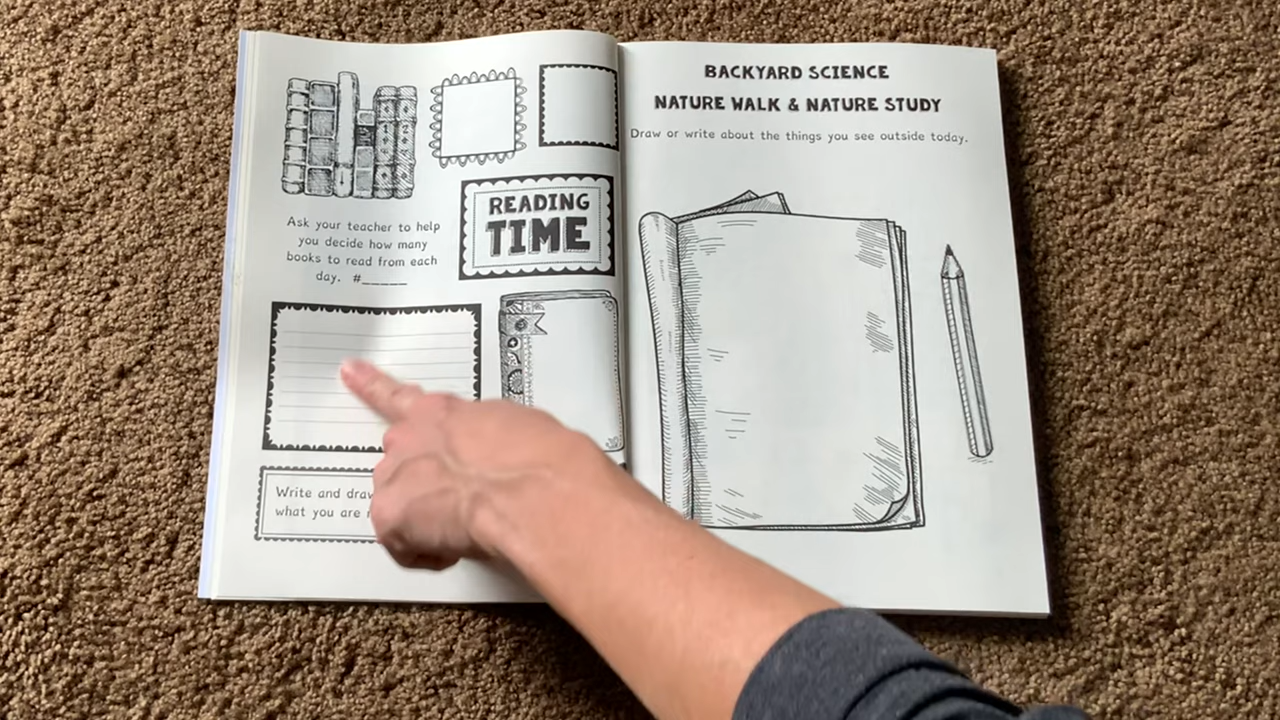 READING
TIME
Ask your teacher to help
you decide how many
books to read from each
day. #_____
Write and draw
what you are
BACKYARD SCIENCE
NATURE WALK & NATURE STUDY
Draw or write about the things you see outside today.